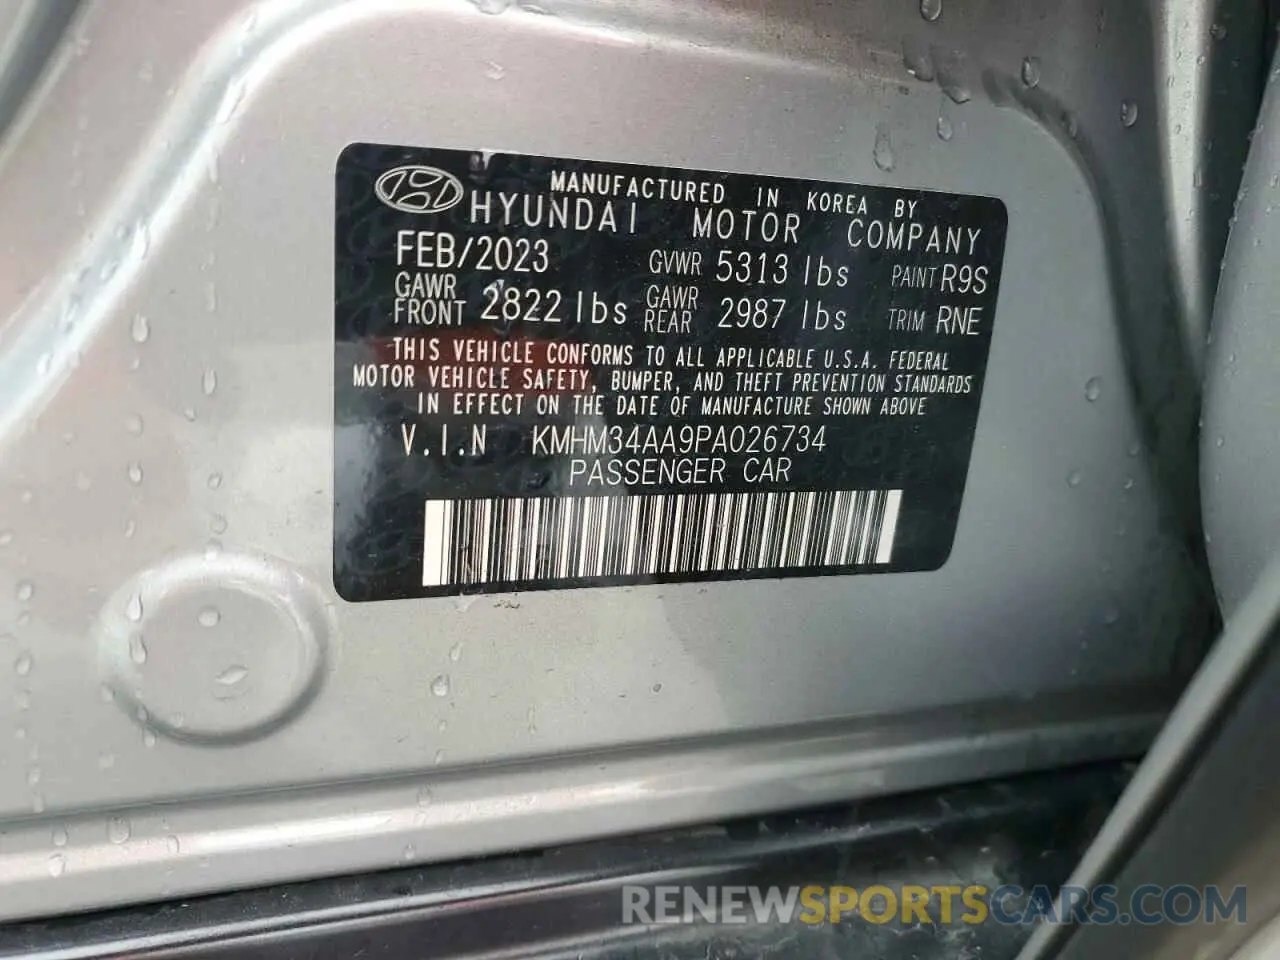 MANUFACTURED IN KOREA BY
HYUNDAI MOTOR COMPANY
FEB/2023 GVWR 5313 lbs PAINT R9S
GAWR FRONT 2822 lbs GAWR REAR 2987 lbs TRIM RNE
THIS VEHICLE CONFORMS TO ALL APPLICABLE U.S.A. FEDERAL
MOTOR VEHICLE SAFETY, BUMPER, AND THEFT PREVENTION STANDARDS
IN EFFECT ON THE DATE OF MANUFACTURE SHOWN ABOVE
V.I.N KMHM34AA9PA026734
PASSENGER CAR
RENEWSPORTSCARS.COM